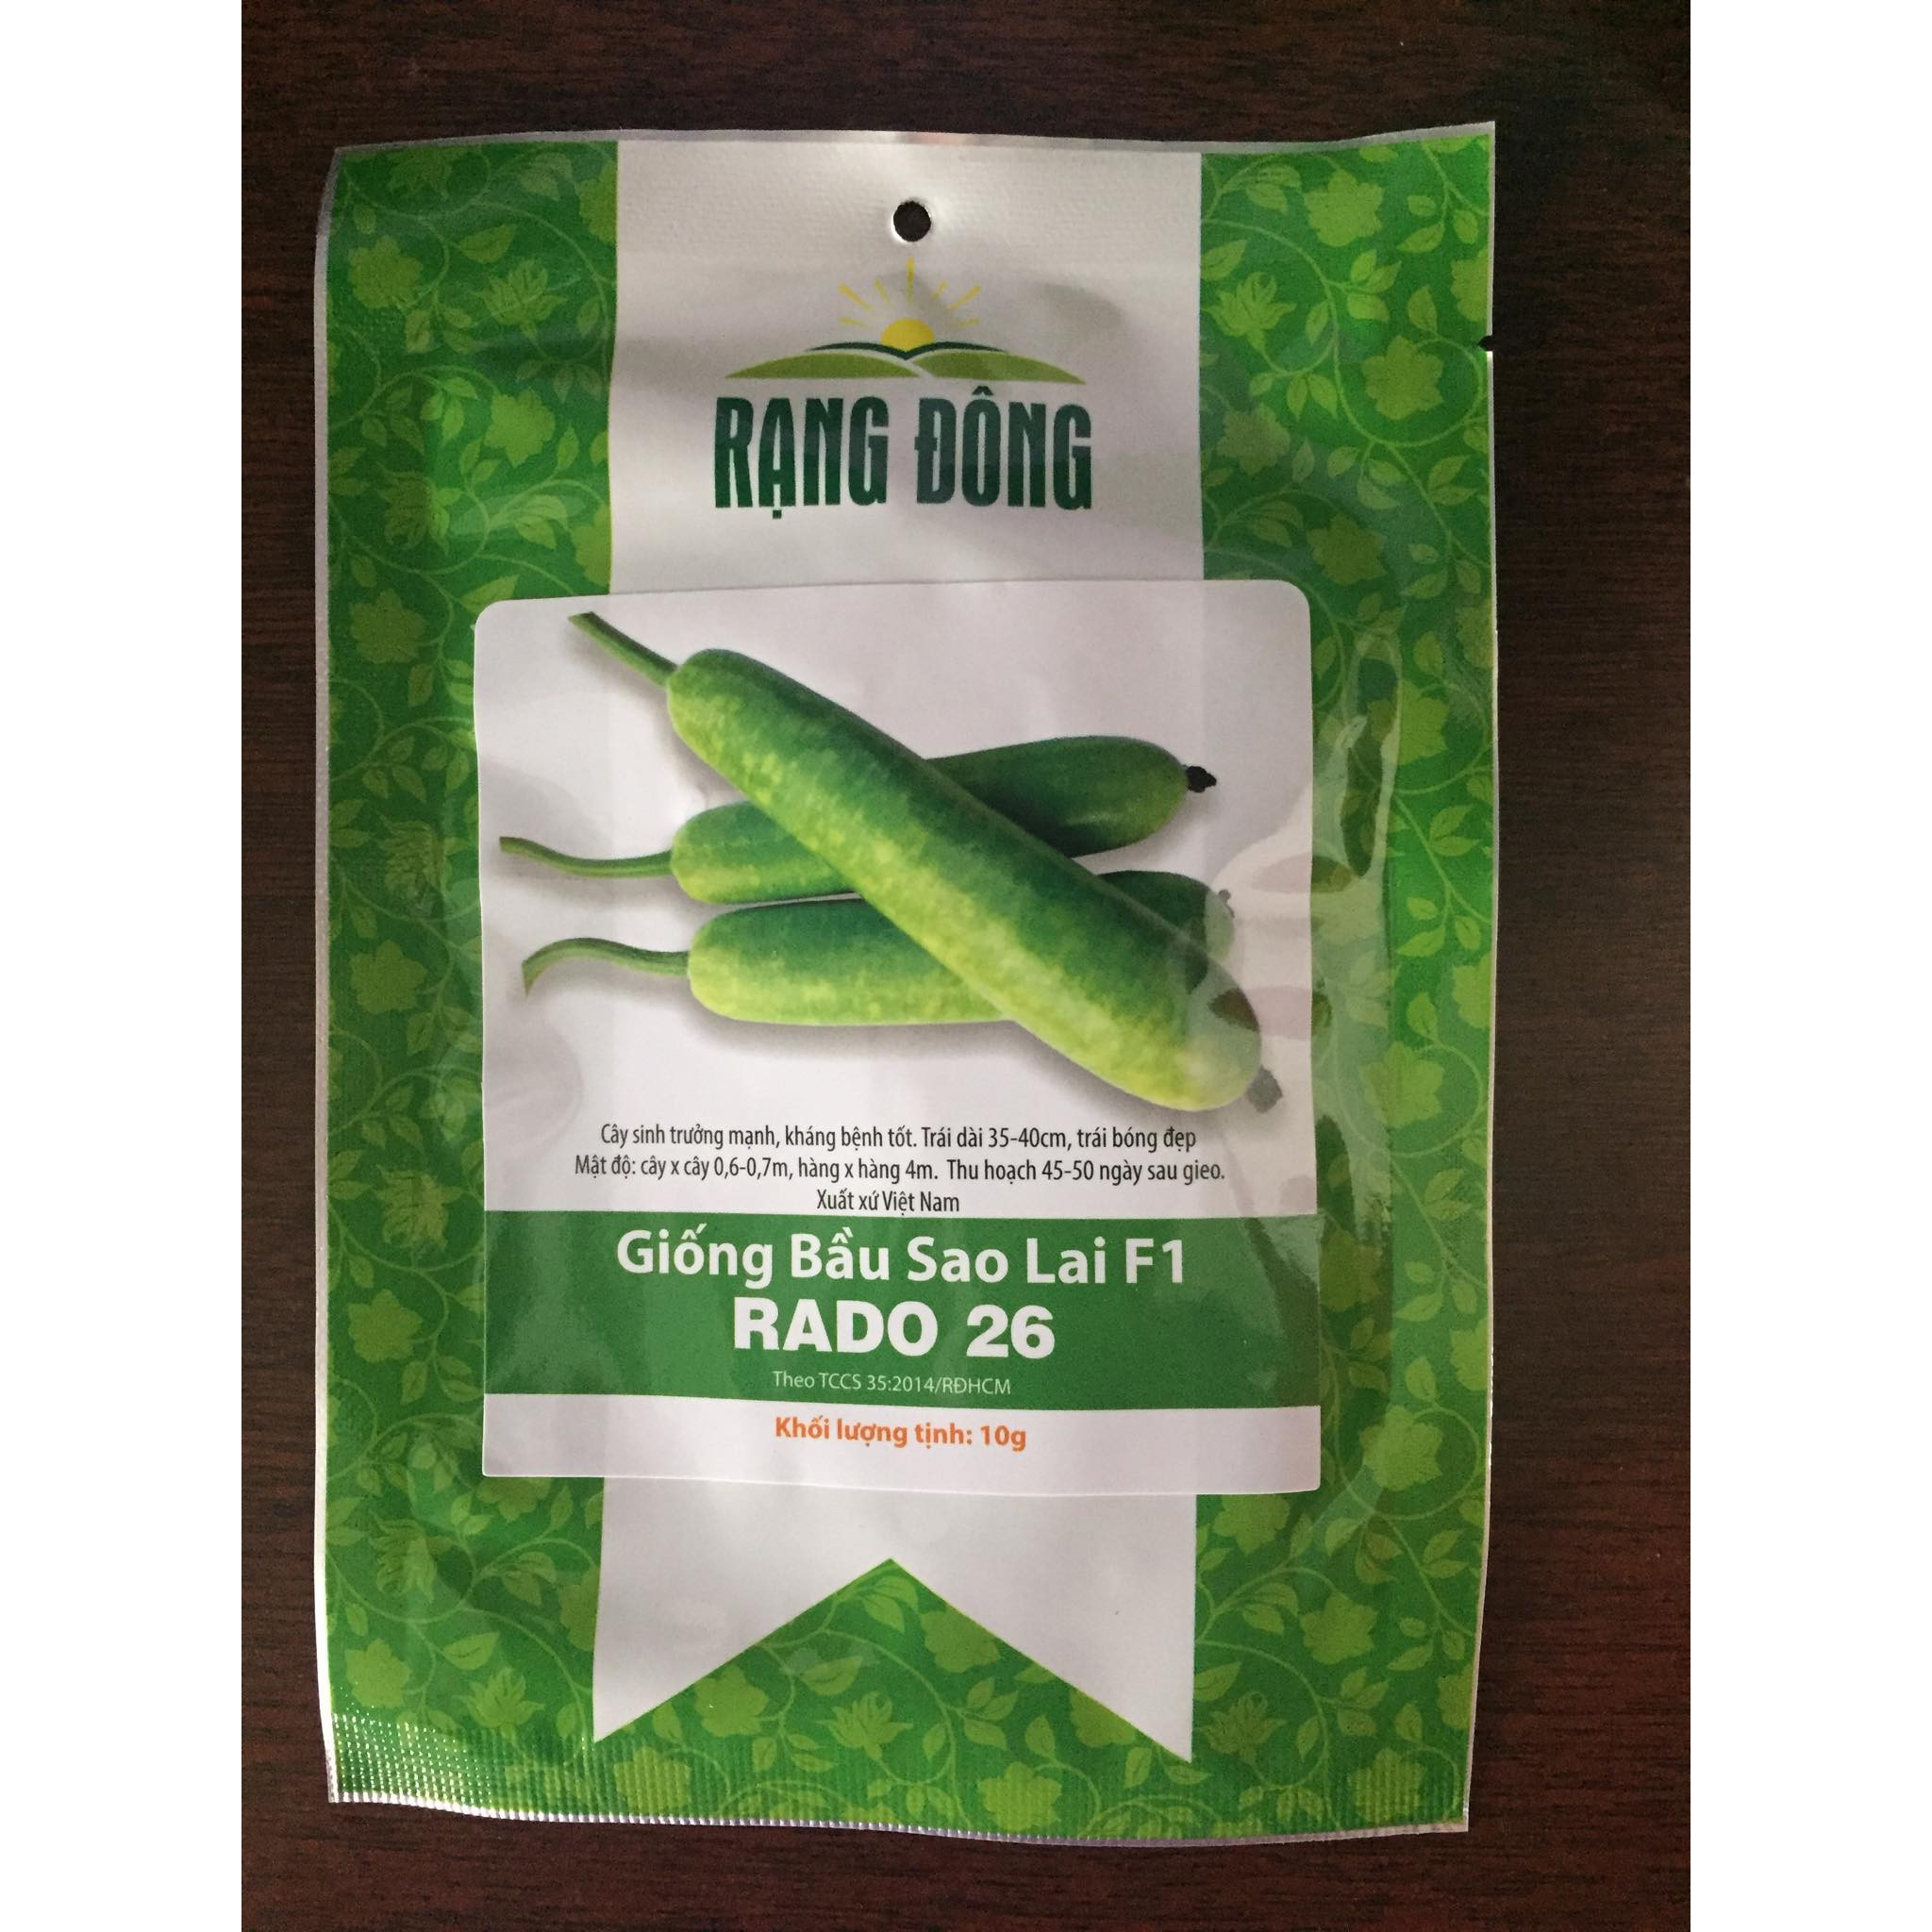 RẠNG ĐÔNG
Cây sinh trưởng mạnh, kháng bệnh tốt. Trái dài 35-40cm, trái bóng đẹp
Mật độ: cây x cây 0,6-0,7m, hàng x hàng 4m. Thu hoạch 45-50 ngày sau gieo.
Xuất xứ Việt Nam
Giống Bầu Sao Lai F1
RADO 26
Theo TCCS 35:2014/RĐHCM
Khối lượng tịnh: 10g